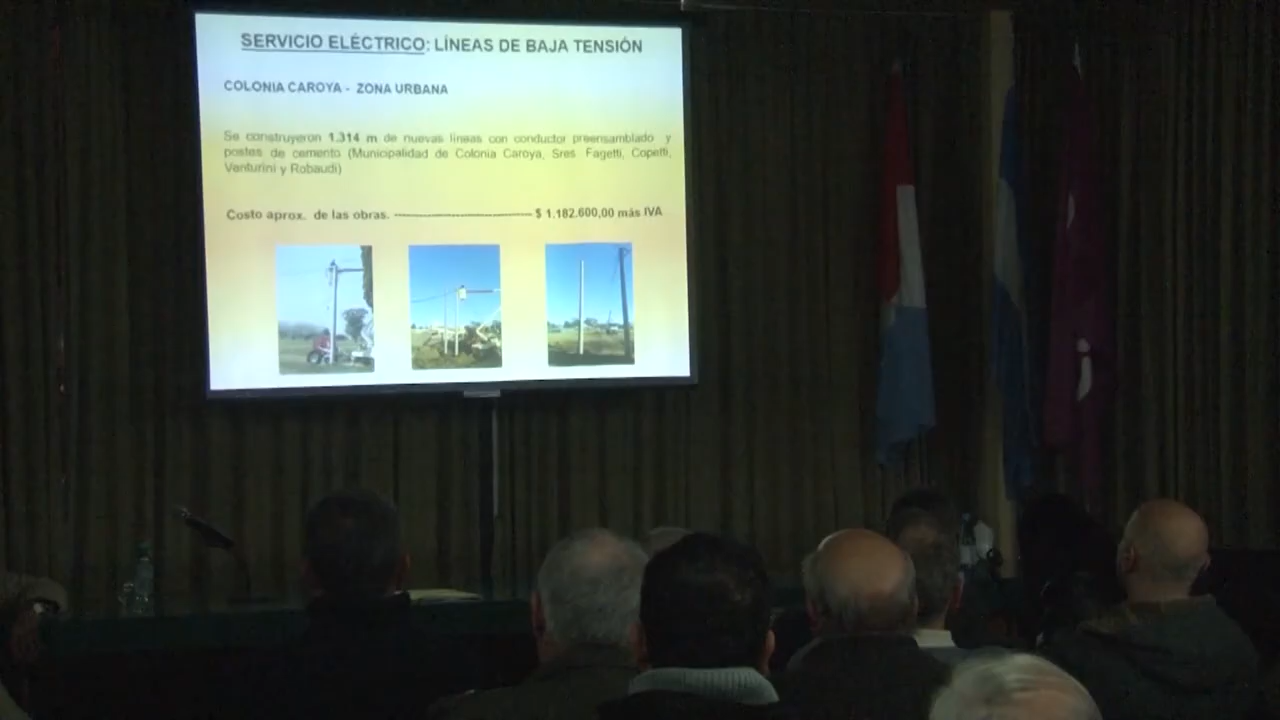 SERVICIO ELÉCTRICO: LÍNEAS DE BAJA TENSIÓN
COLONIA CAROYA - ZONA URBANA
Se construyeron 1.314 m de nuevas líneas con conductor preensamblado y
postes de cemento (Municipalidad de Colonia Caroya, Sres. Fagetti, Copetti,
Venturini y Robaudi)
Costo aprox. de las obras. ---------------------------------- $ 1.182.600,00 más IVA